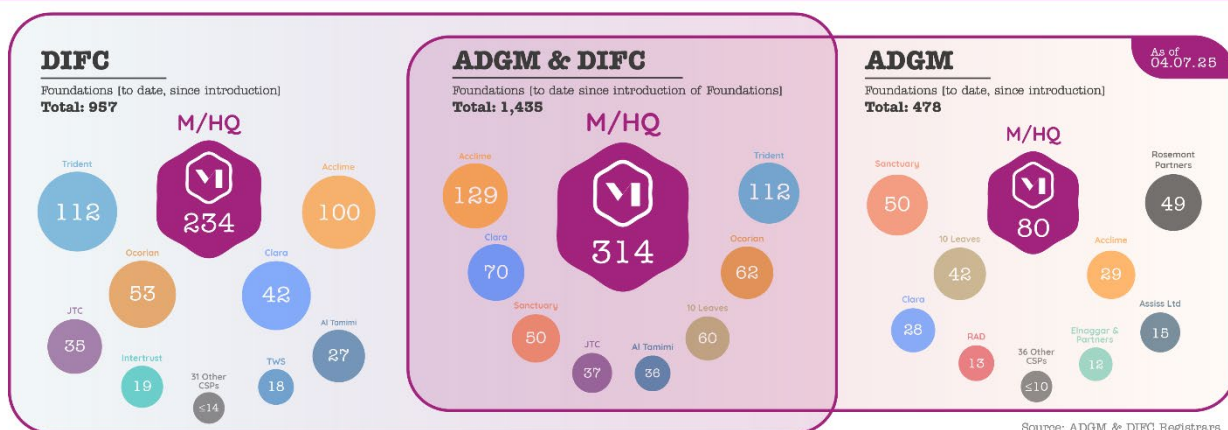 DIFC
Foundations [to date, since introduction]
Total: 957
M/HQ
234
Trident
112
Acclime
100
Ocorian
53
Clara
42
JTC
35
Al Tamimi
27
Intertrust
19
TWS
18
31 Other
CSPs
≤14
ADGM & DIFC
Foundations [to date since introduction of Foundations]
Total: 1,435
M/HQ
314
Acclime
129
Trident
112
Clara
70
Ocorian
62
Sanctuary
50
10 Leaves
60
JTC
37
Al Tamimi
36
ADGM
Foundations [to date, since introduction]
Total: 478
As of
04.07.25
M/HQ
80
Sanctuary
50
Rosemont
Partners
49
10 Leaves
42
Acclime
29
Clara
28
Assiss Ltd
15
RAD
13
Elnaggar &
Partners
12
36 Other
CSPs
≤10
Source: ADGM & DIFC Registrars